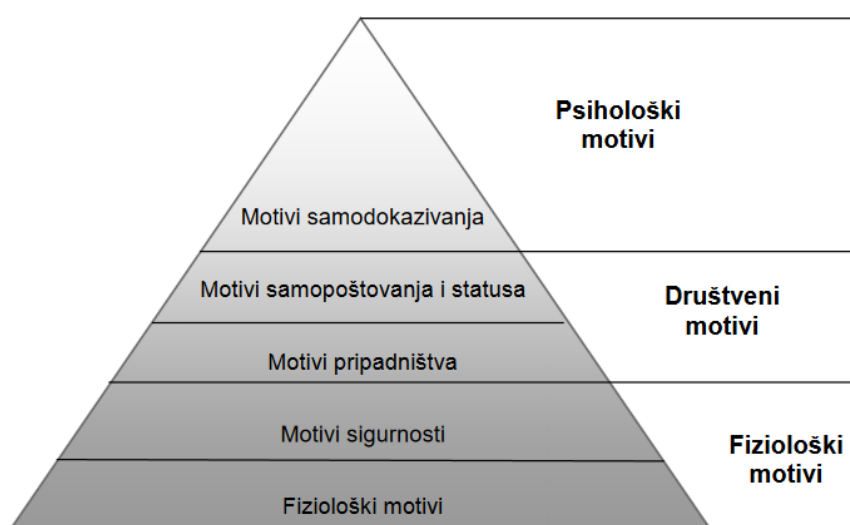 Psihološki
motivi
Motivi samodokazivanja
Motivi samopoštovanja i statusa
Društveni
motivi
Motivi pripadništva
Motivi sigurnosti
Fiziološki
motivi
Fiziološki motivi